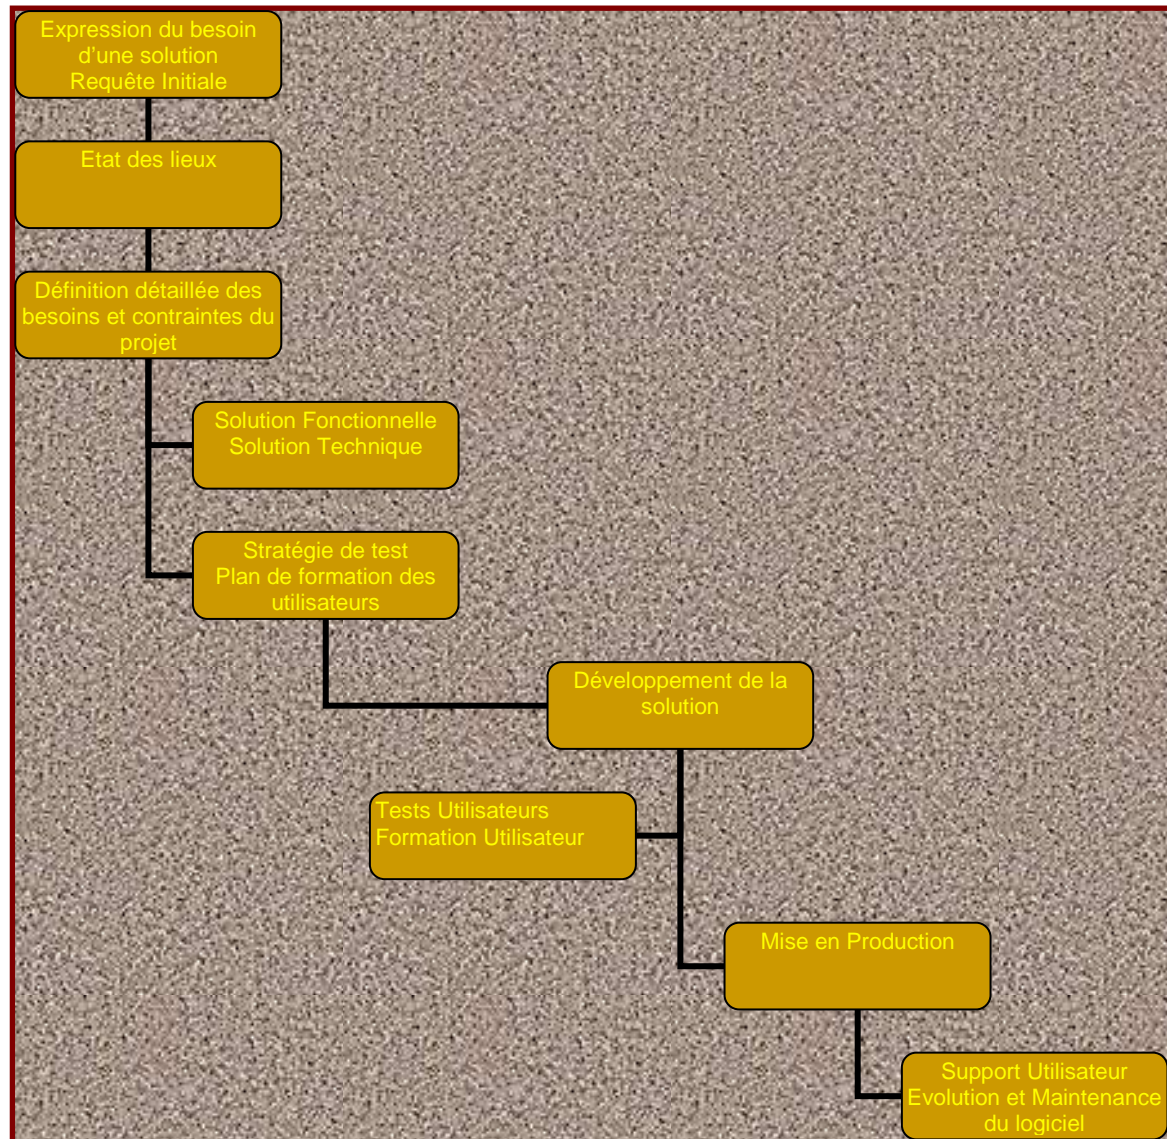 Expression du besoin
d’une solution
Requête Initiale
Etat des lieux
Définition détaillée des
besoins et contraintes du
projet
Solution Fonctionnelle
Solution Technique
Stratégie de test
Plan de formation des
utilisateurs
Développement de la
solution
Tests Utilisateurs
Formation Utilisateur
Mise en Production
Support Utilisateur
Evolution et Maintenance
du logiciel